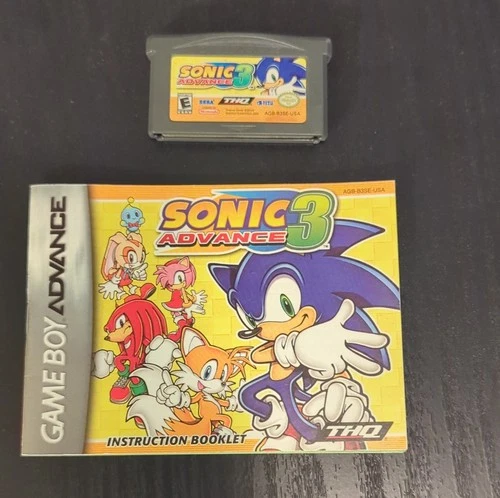 SONIC
ADVANCE 3
E
SEGA THQ
Nintendo
AGB-B3SE-USA
AGB-B3SE-USA
SONIC
ADVANCE 3
GAME BOY ADVANCE
INSTRUCTION BOOKLET
THQ